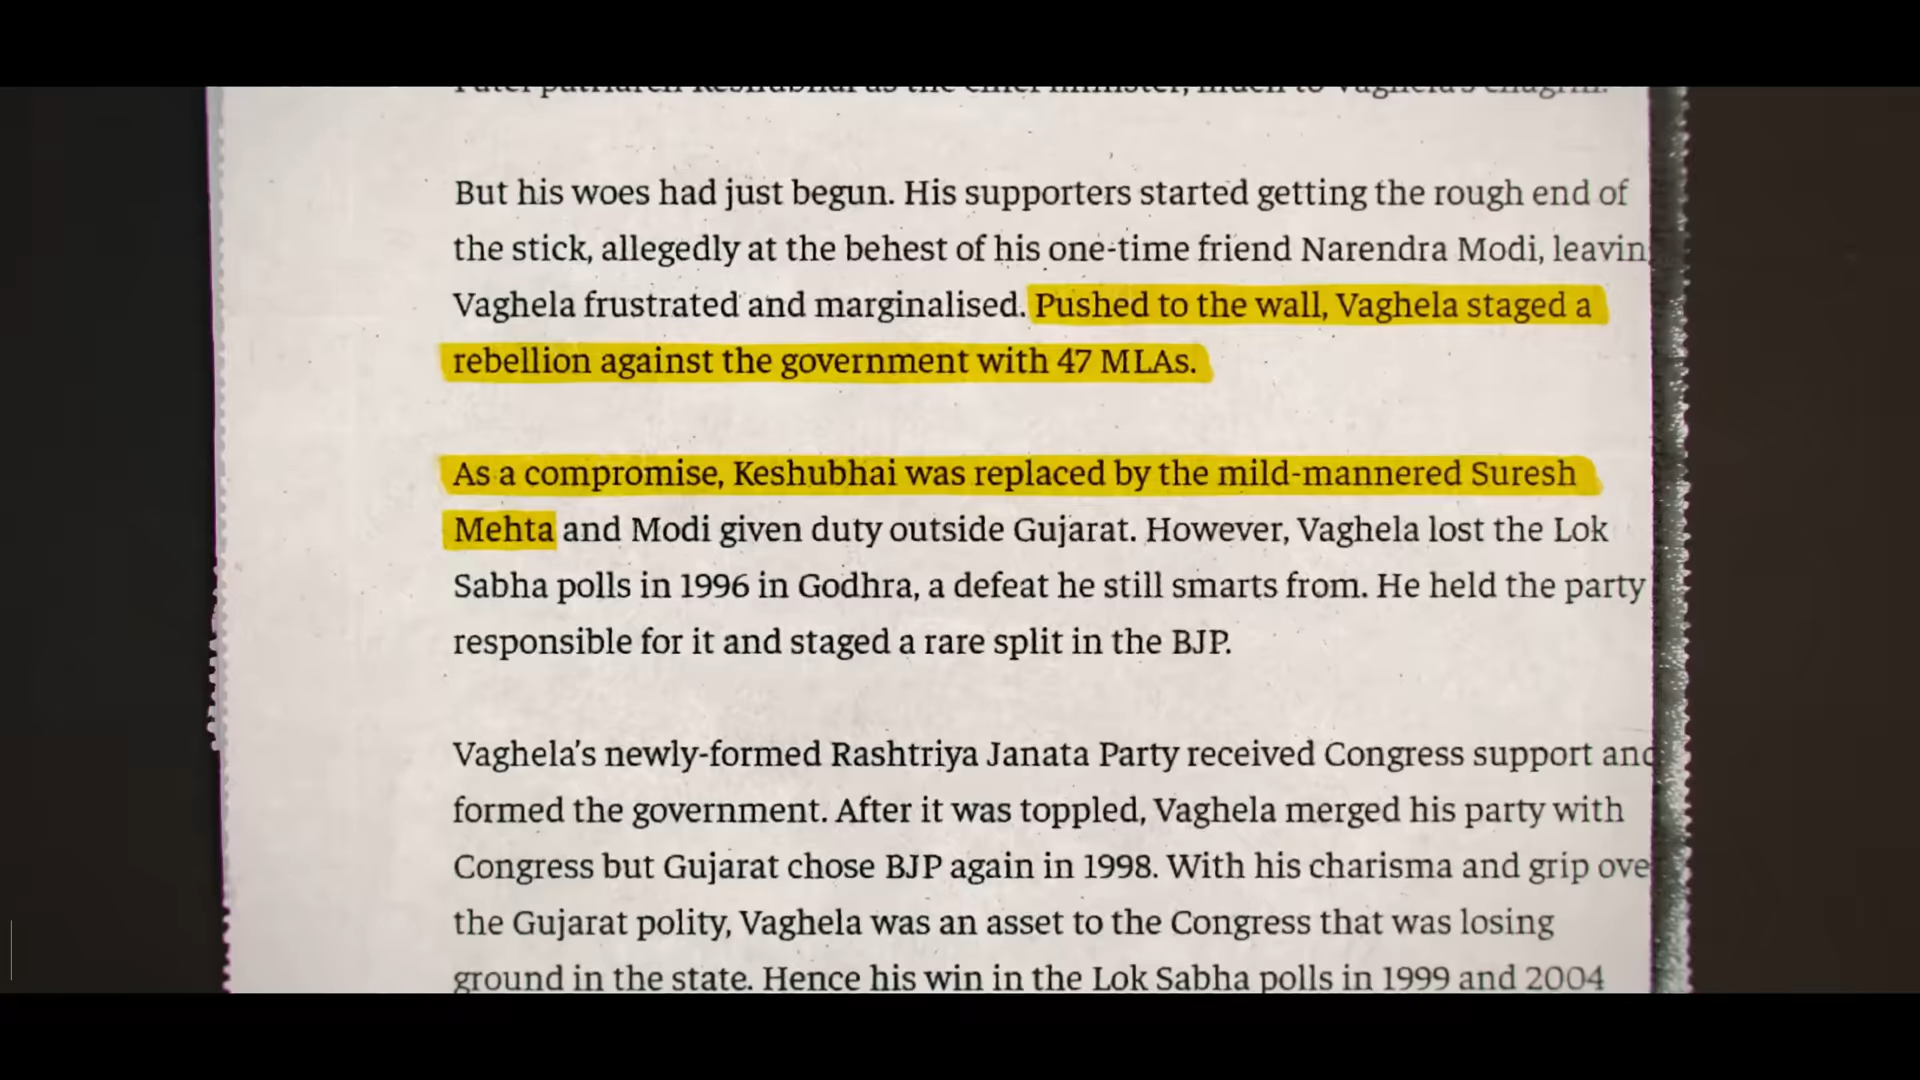 But his woes had just begun. His supporters started getting the rough end of
the stick, allegedly at the behest of his one-time friend Narendra Modi, leavin
Vaghela frustrated and marginalised. Pushed to the wall, Vaghela staged a
rebellion against the government with 47 MLAs.
As a compromise, Keshubhai was replaced by the mild-mannered Suresh
Mehta and Modi given duty outside Gujarat. However, Vaghela lost the Lok
Sabha polls in 1996 in Godhra, a defeat he still smarts from. He held the party
responsible for it and staged a rare split in the BJP.
Vaghela's newly-formed Rashtriya Janata Party received Congress support and
formed the government. After it was toppled, Vaghela merged his party with
Congress but Gujarat chose BJP again in 1998. With his charisma and grip ove
the Gujarat polity, Vaghela was an asset to the Congress that was losing
ground in the state. Hence his win in the Lok Sabha polls in 1999 and 2004